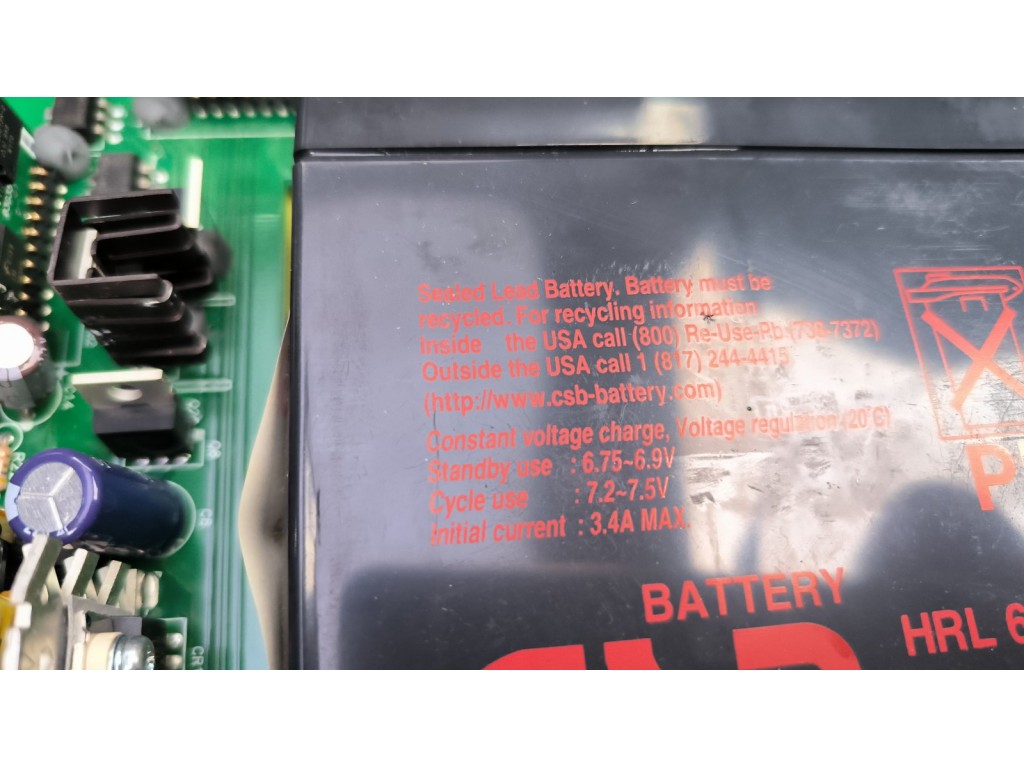 Sealed Lead Battery. Battery must be
recycled. For recycling information
Inside the USA call (800) Re-Use-Pb (738-7372)
Outside the USA call 1 (817) 244-4415
(http://www.csb-battery.com)
Constant voltage charge, Voltage regulation (20°C)
Standby use : 6.75~6.9V
Cycle use : 7.2~7.5V
Initial current : 3.4A MAX.
P
BATTERY
HRL 6
C8